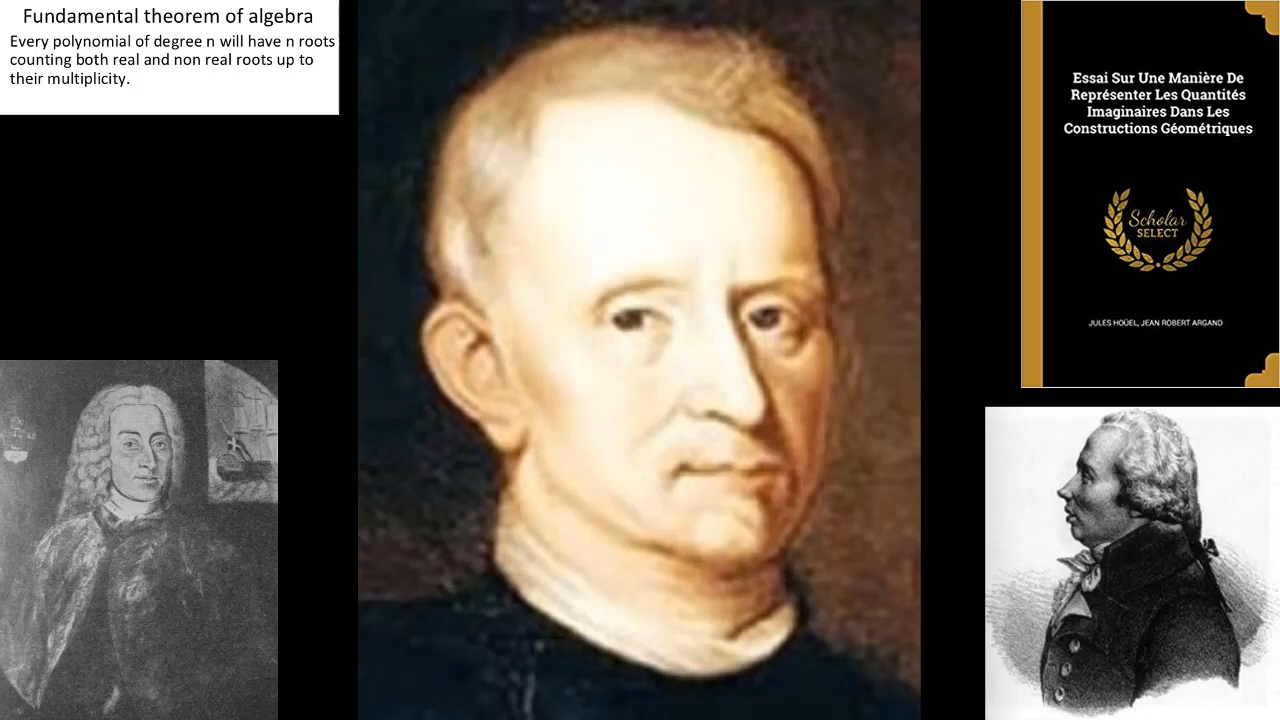 Fundamental theorem of algebra
Every polynomial of degree n will have n roots
counting both real and non real roots up to
their multiplicity.
Essai Sur Une Manière De
Représenter Les Quantités
Imaginaires Dans Les
Constructions Géométriques
Scholar
SELECT
JULES HOÜEL, JEAN ROBERT ARGAND